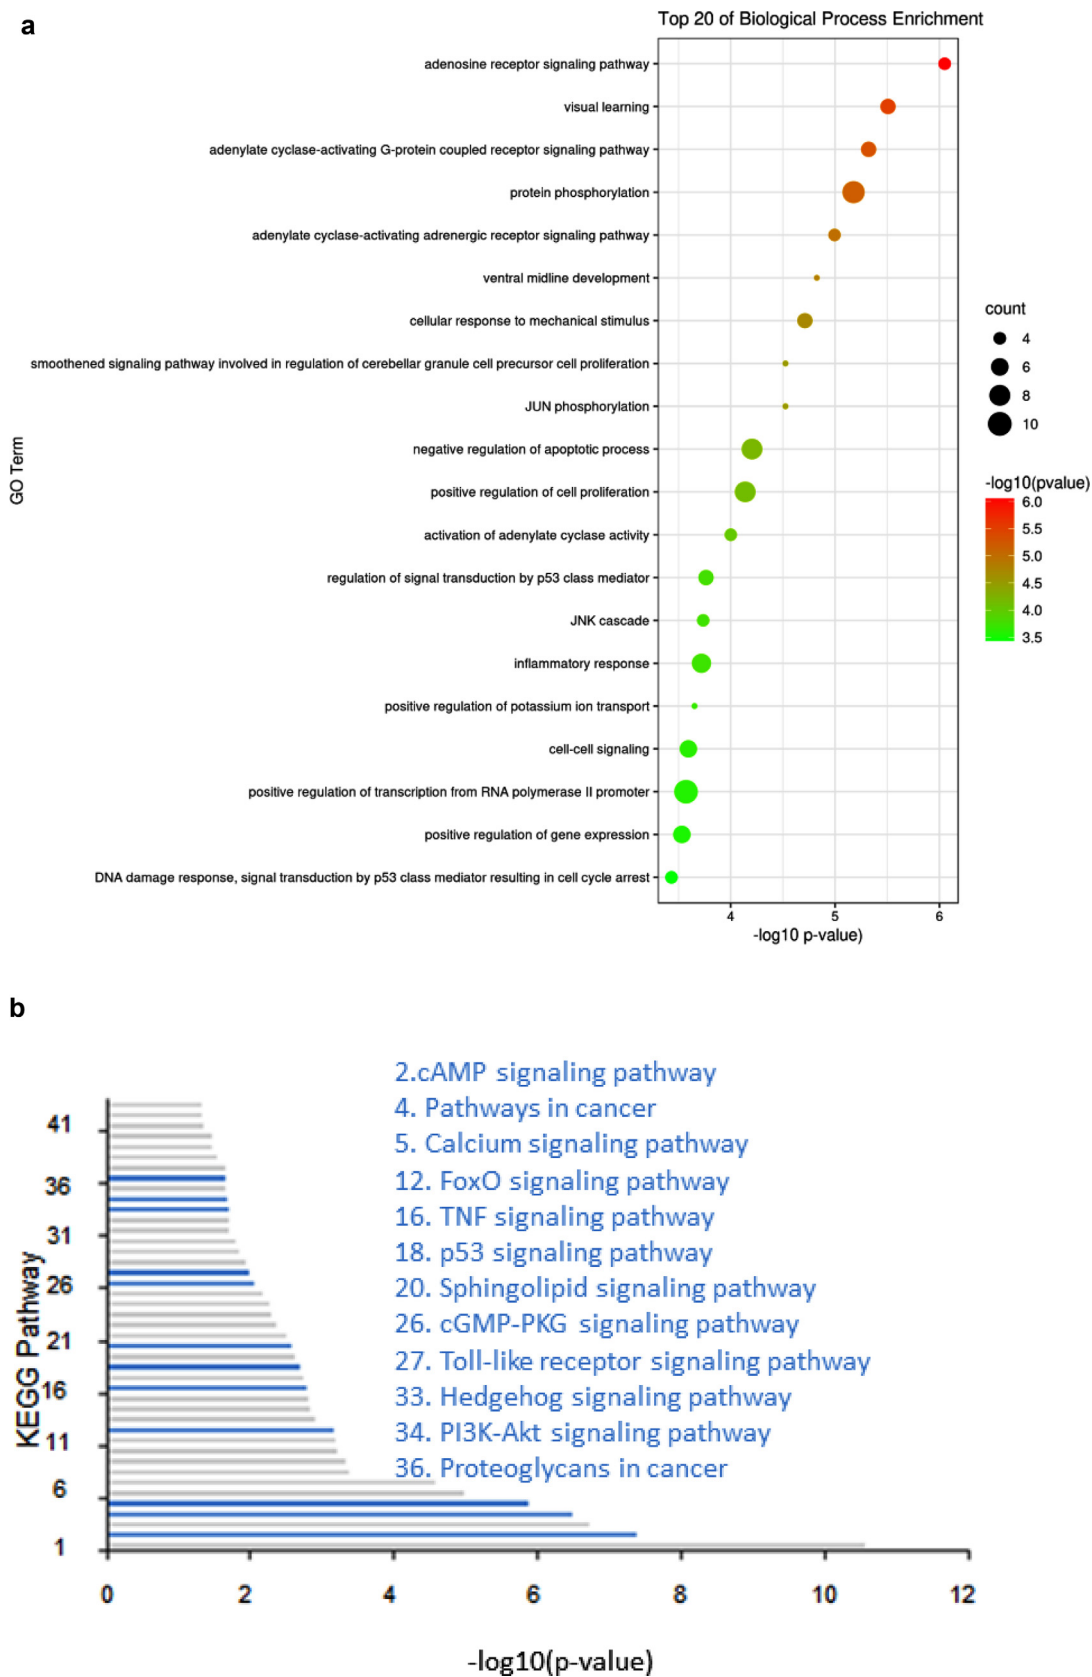 a
Top 20 of Biological Process Enrichment
adenosine receptor signaling pathway
visual learning
adenylate cyclase-activating G-protein coupled receptor signaling pathway
protein phosphorylation
adenylate cyclase-activating adrenergic receptor signaling pathway
ventral midline development
cellular response to mechanical stimulus
smoothened signaling pathway involved in regulation of cerebellar granule cell precursor cell proliferation
JUN phosphorylation
negative regulation of apoptotic process
positive regulation of cell proliferation
activation of adenylate cyclase activity
regulation of signal transduction by p53 class mediator
JNK cascade
inflammatory response
positive regulation of potassium ion transport
cell-cell signaling
positive regulation of transcription from RNA polymerase II promoter
positive regulation of gene expression
DNA damage response, signal transduction by p53 class mediator resulting in cell cycle arrest
GO Term
4 5 6
-log10 p-value)
count
4
6
8
10
-log10(pvalue)
6.0
5.5
5.0
4.5
4.0
3.5
b
2.cAMP signaling pathway
4. Pathways in cancer
5. Calcium signaling pathway
12. FoxO signaling pathway
16. TNF signaling pathway
18. p53 signaling pathway
20. Sphingolipid signaling pathway
26. cGMP-PKG signaling pathway
27. Toll-like receptor signaling pathway
33. Hedgehog signaling pathway
34. PI3K-Akt signaling pathway
36. Proteoglycans in cancer
KEGG Pathway
41
36
31
26
21
16
11
6
1
0 2 4 6 8 10 12
-log10(p-value)